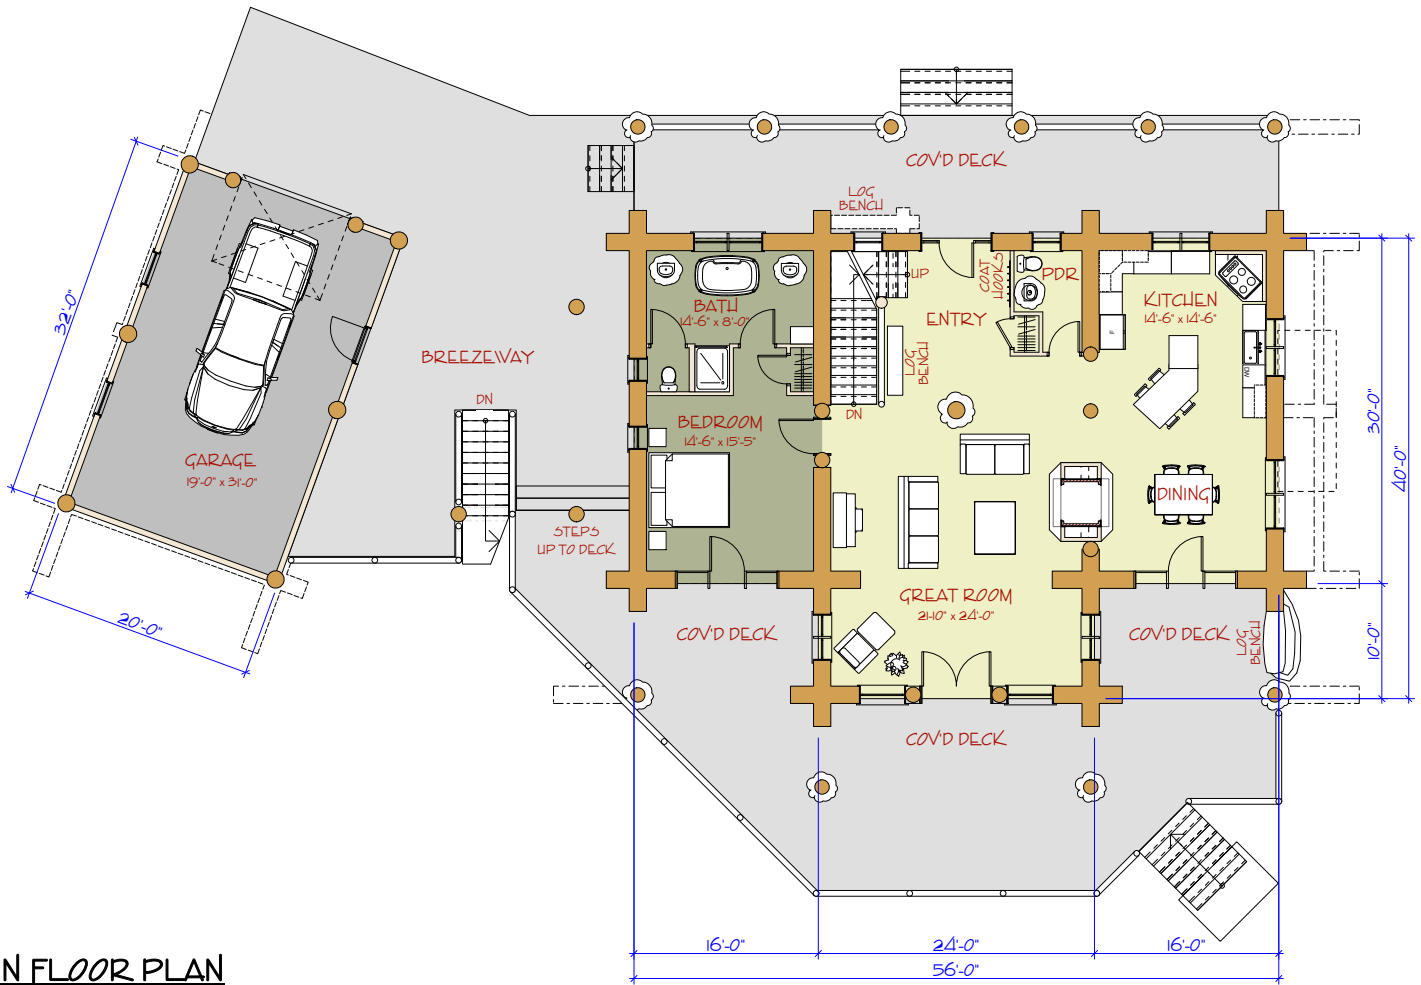 COV'D DECK
LOG
BENCH
UP
COAT
HOOKS
PDR
BATH
14'-6" x 8'-0"
KITCHEN
14'-6" x 14'-6"
ENTRY
32'-0"
BREEZEWAY
LOG
BENCH
F
DW
DN
DN
BEDROOM
14'-6" x 15'-5"
30'-0"
40'-0"
GARAGE
19'-0" x 31'-0"
DINING
STEPS
UP TO DECK
GREAT ROOM
21'-10" x 24'-0"
20'-0"
COV'D DECK
COV'D DECK
LOG
BENCH
10'-0"
COV'D DECK
16'-0"
24'-0"
16'-0"
56'-0"
N FLOOR PLAN